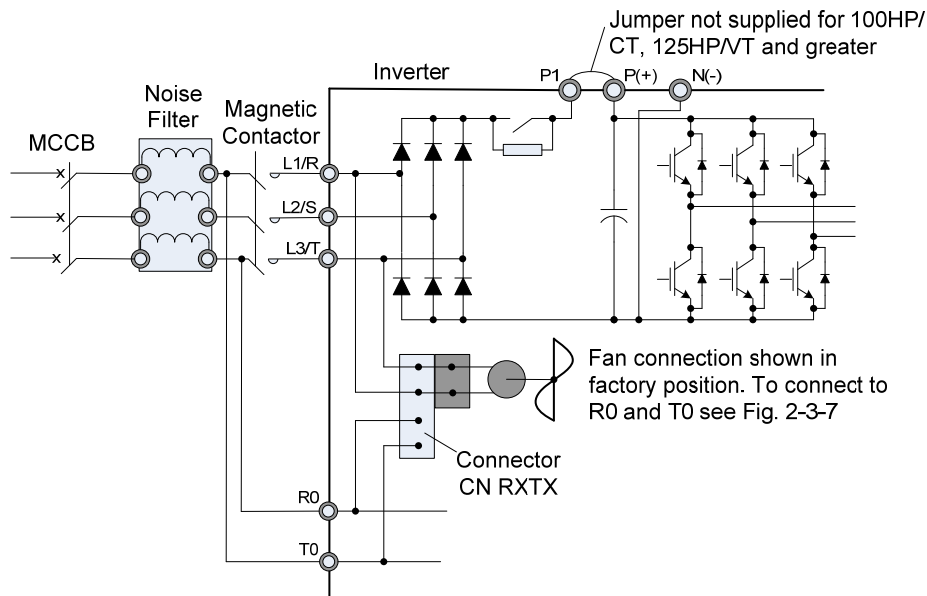 Jumper not supplied for 100HP/
CT, 125HP/VT and greater
Inverter
P1
P(+)
N(-)
Noise
Filter
Magnetic
Contactor
MCCB
L1/R
L2/S
L3/T
x
x
x
Fan connection shown in
factory position. To connect to
R0 and T0 see Fig. 2-3-7
Connector
CN RXTX
R0
T0